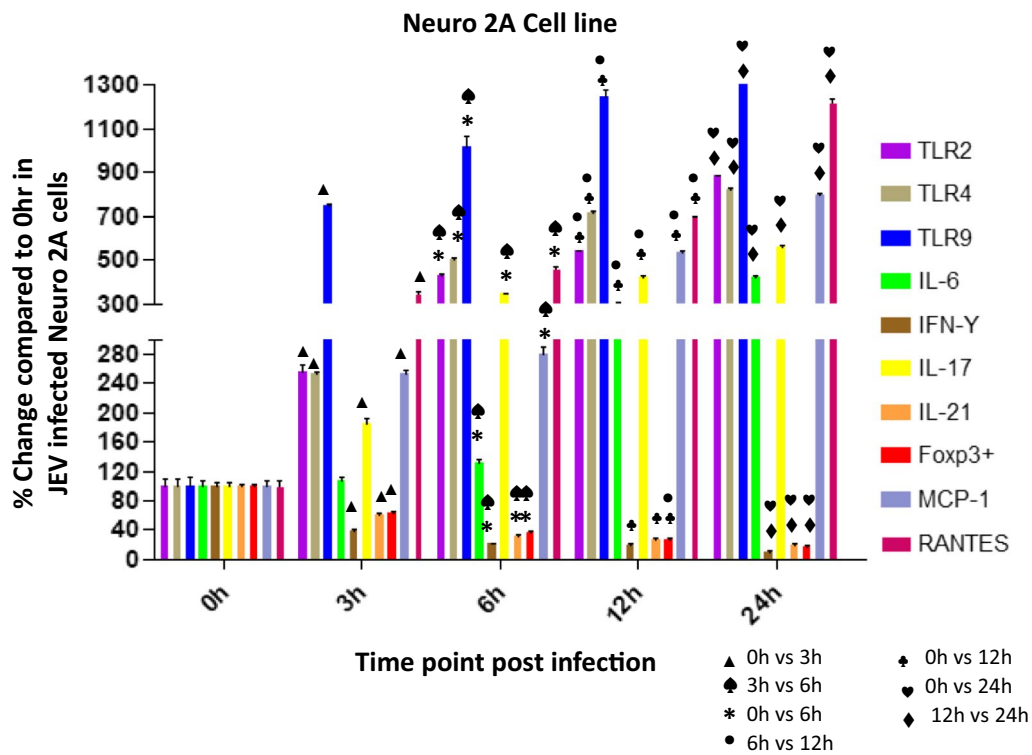 Neuro 2A Cell line
% Change compared to 0hr in
JEV infected Neuro 2A cells
1300
1100
900
700
500
300
280
240
200
160
120
80
40
0
0h
3h
6h
12h
24h
Time point post infection
TLR2
TLR4
TLR9
IL-6
IFN-Y
IL-17
IL-21
Foxp3+
MCP-1
RANTES
▲ 0h vs 3h
♠ 3h vs 6h
* 0h vs 6h
● 6h vs 12h
♣ 0h vs 12h
♥ 0h vs 24h
♦ 12h vs 24h